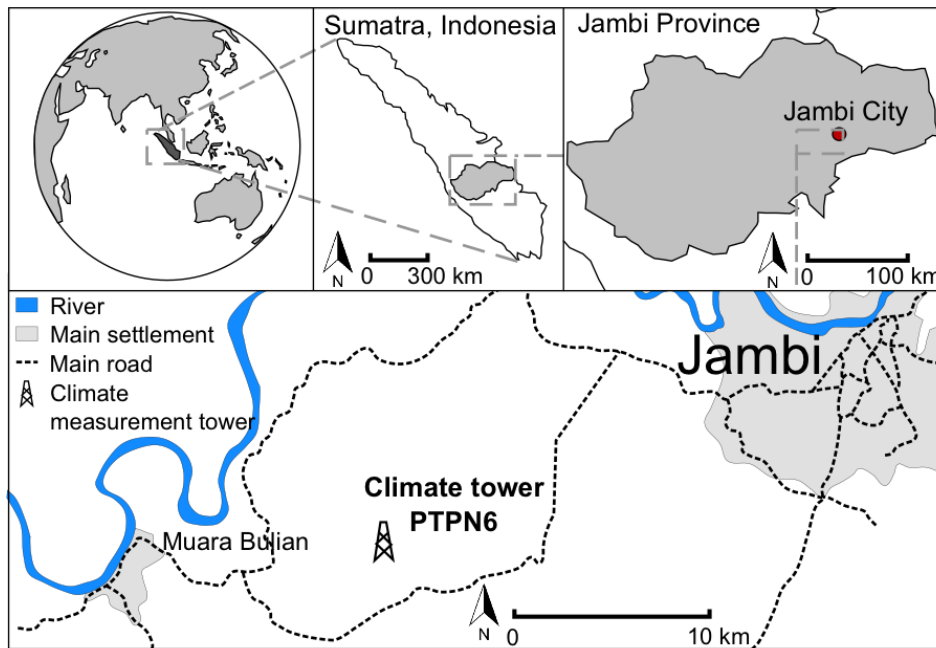 Sumatra, Indonesia
N
0 300 km
Jambi Province
Jambi City
N
0 100 km
River
Main settlement
Main road
Climate
measurement tower
Jambi
Climate tower
PTPN6
Muara Bulian
N
0 10 km